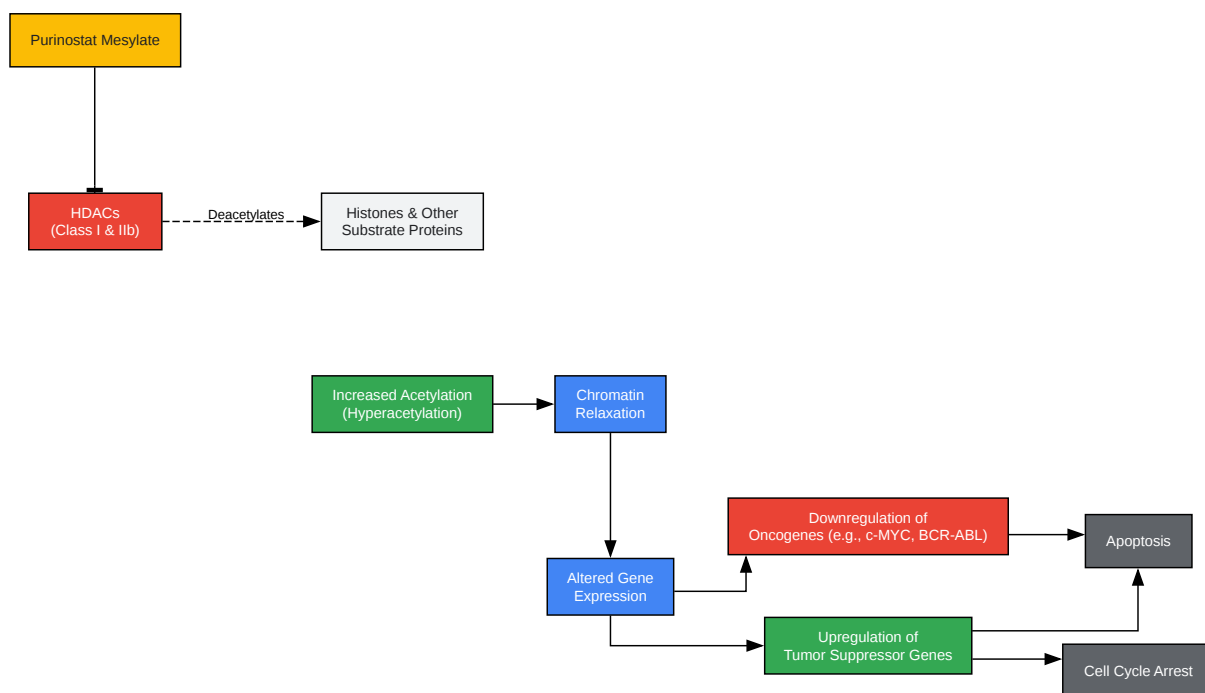 Purinostat Mesylate
HDACs
(Class I & IIb)
Deacetylates
Histones & Other
Substrate Proteins
Increased Acetylation
(Hyperacetylation)
Chromatin
Relaxation
Downregulation of
Oncogenes (e.g., c-MYC, BCR-ABL)
Apoptosis
Altered Gene
Expression
Upregulation of
Tumor Suppressor Genes
Cell Cycle Arrest